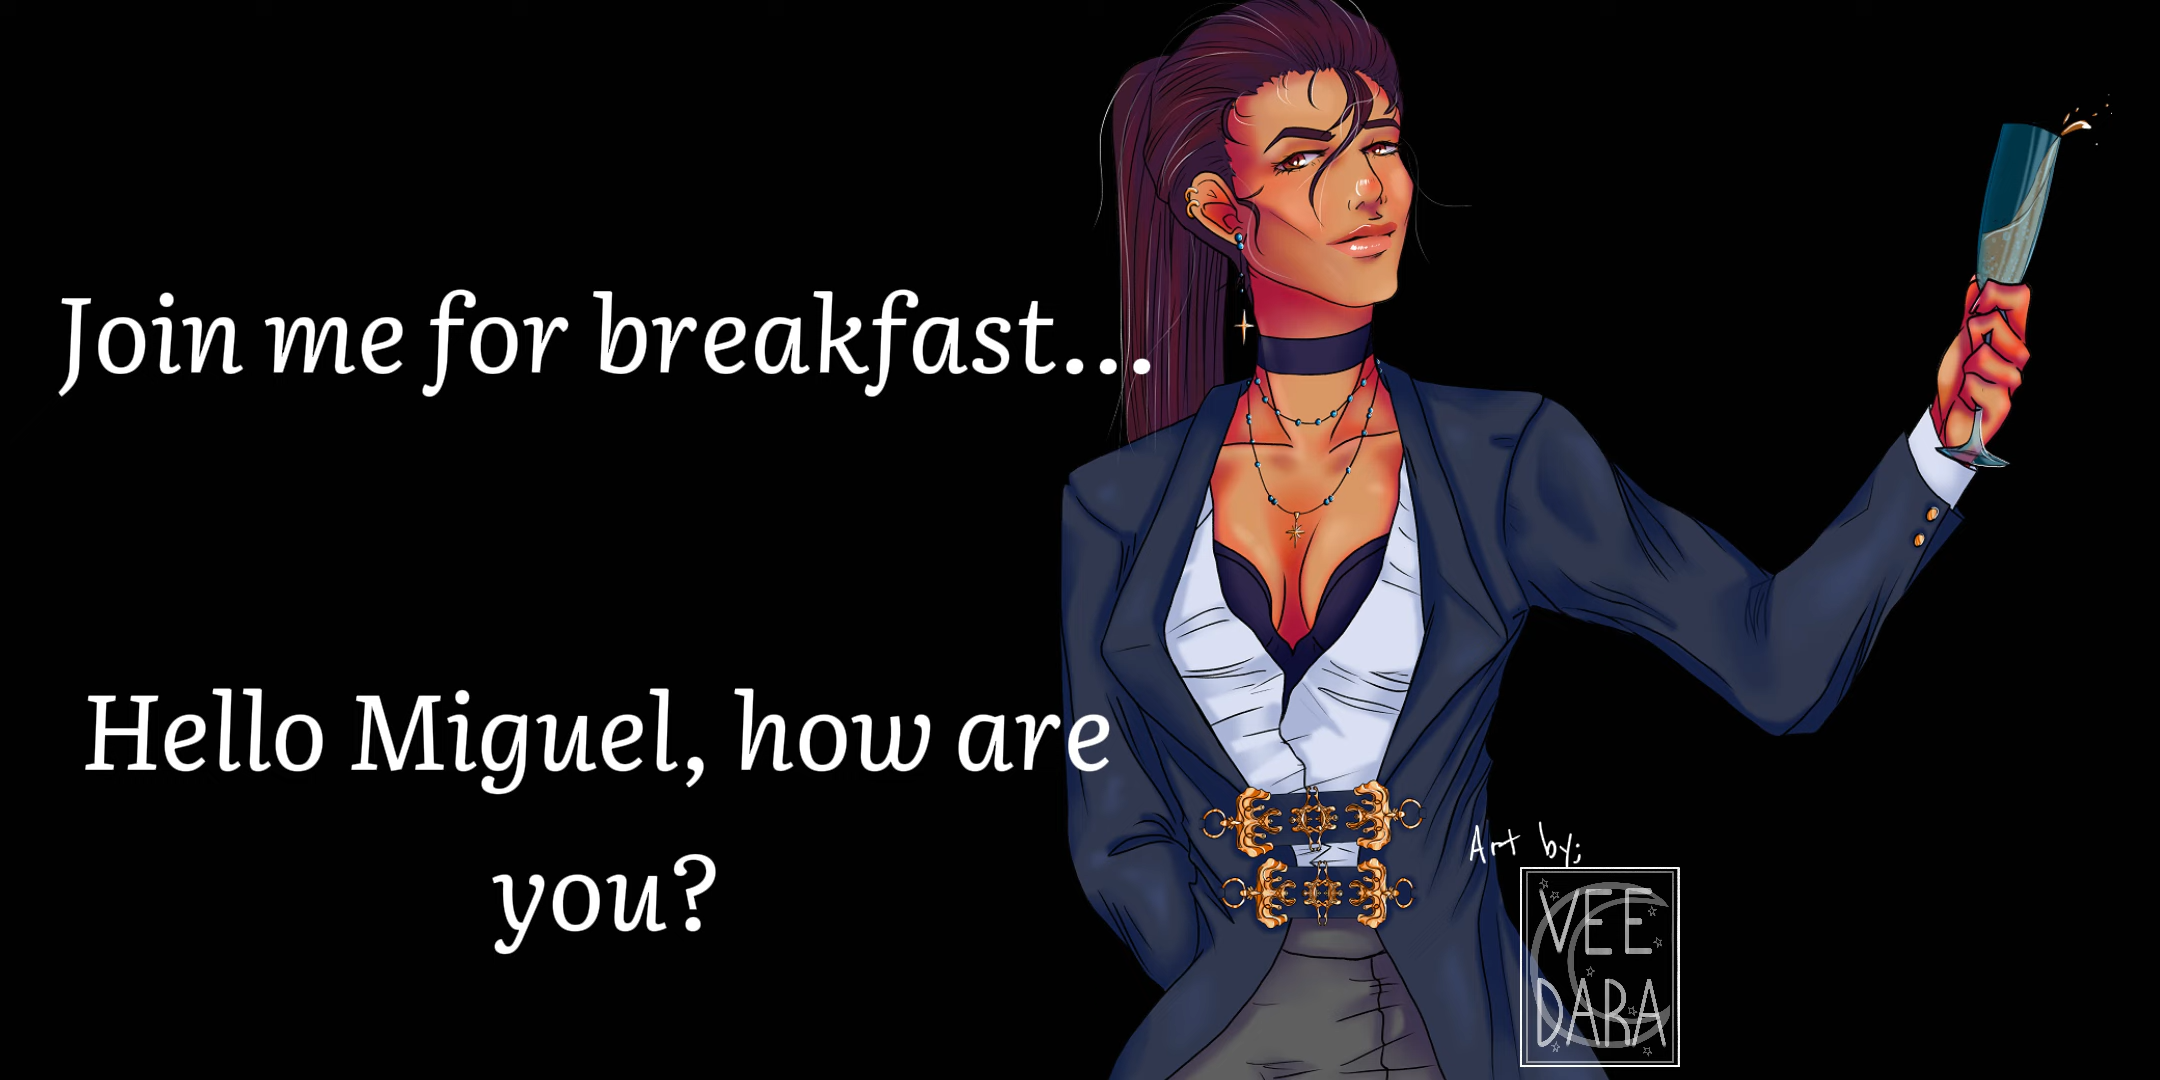 Join me for breakfast...
Hello Miguel, how are
you?
Art by;
VEE
DARA